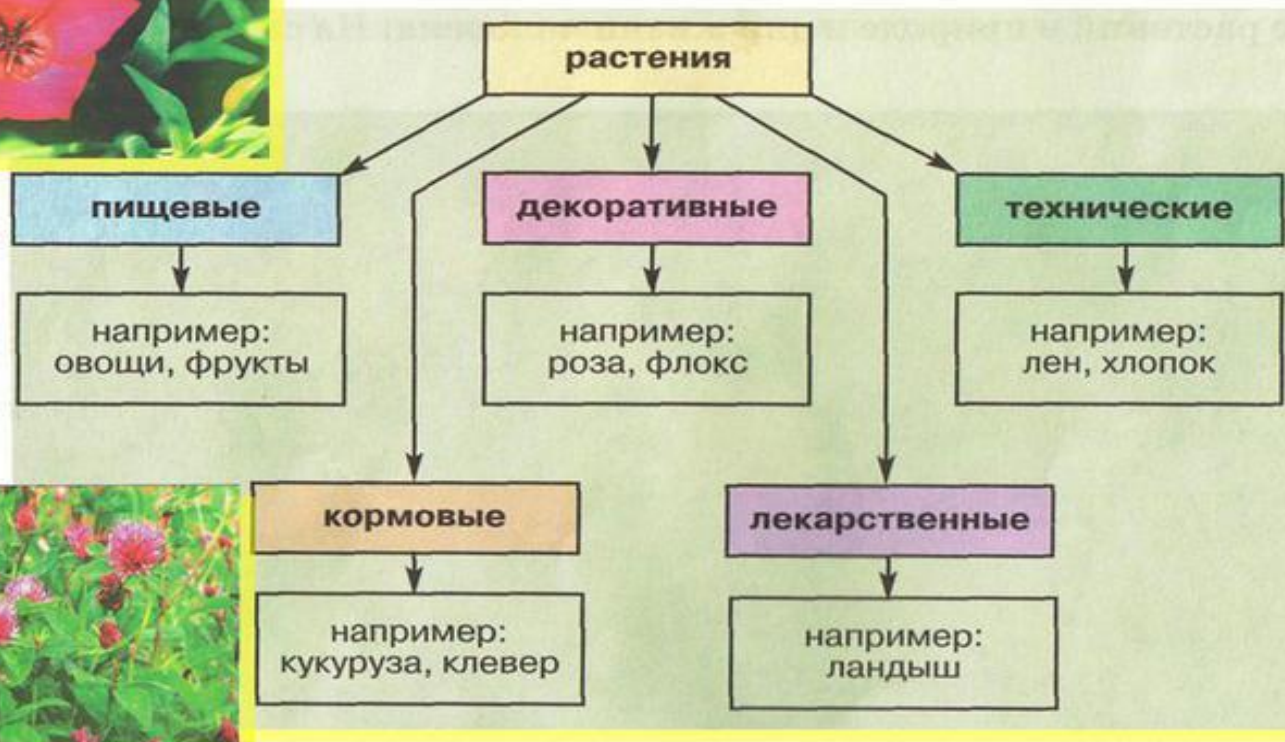 растения
пищевые
декоративные
технические
например:
овощи, фрукты
например:
роза, флокс
например:
лен, хлопок
кормовые
лекарственные
например:
кукуруза, клевер
например:
ландыш